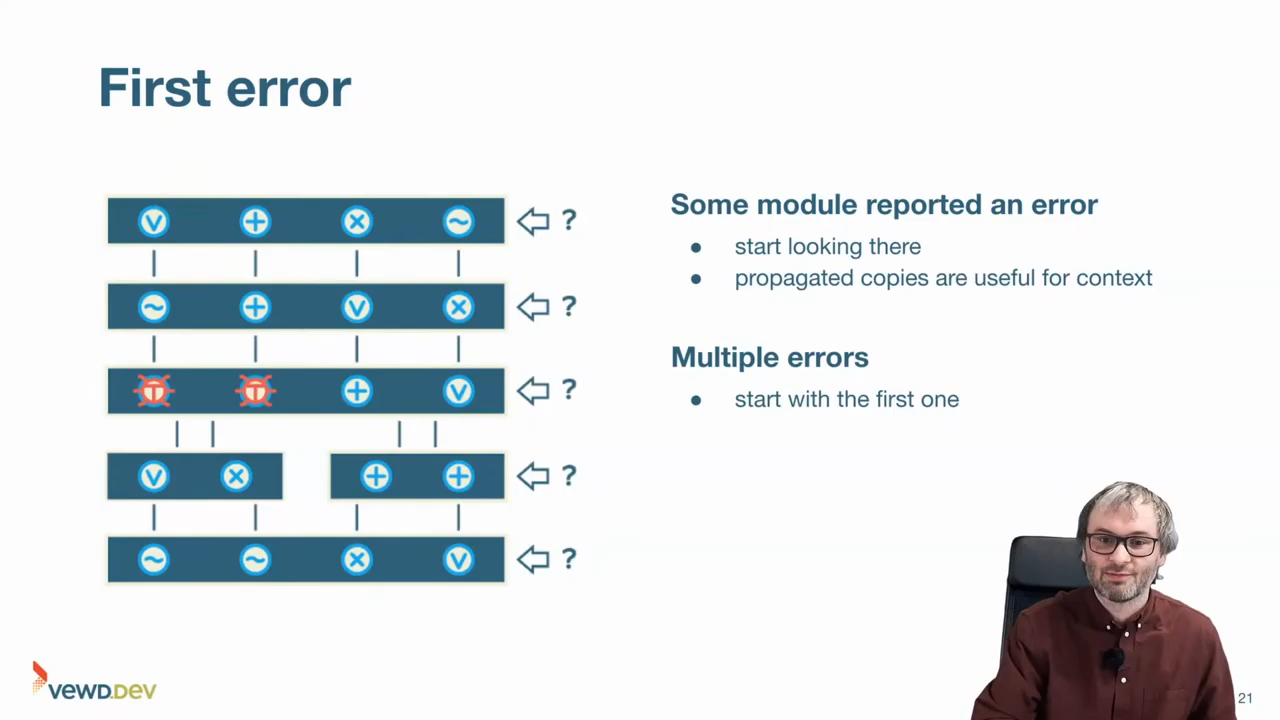 First error
?
?
?
?
?
Some module reported an error
● start looking there
● propagated copies are useful for context
Multiple errors
● start with the first one
VEWD.DEV
21